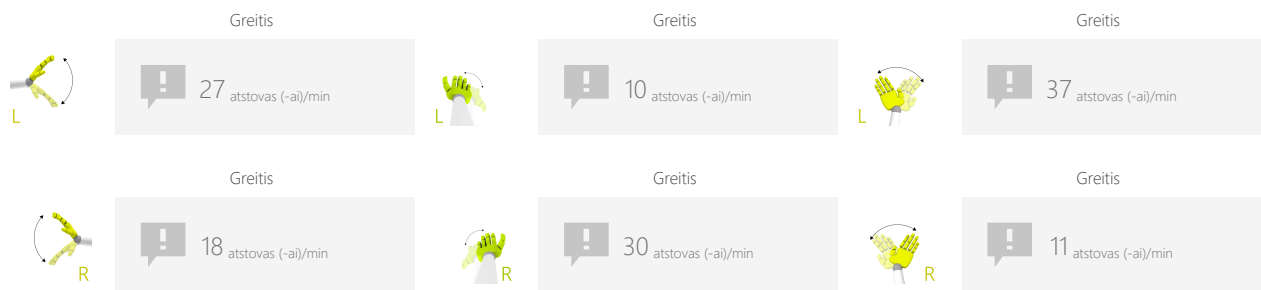 Greitis Greitis Greitis
L 27 atstovas (-ai)/min L 10 atstovas (-ai)/min L 37 atstovas (-ai)/min
Greitis Greitis Greitis
R 18 atstovas (-ai)/min R 30 atstovas (-ai)/min R 11 atstovas (-ai)/min